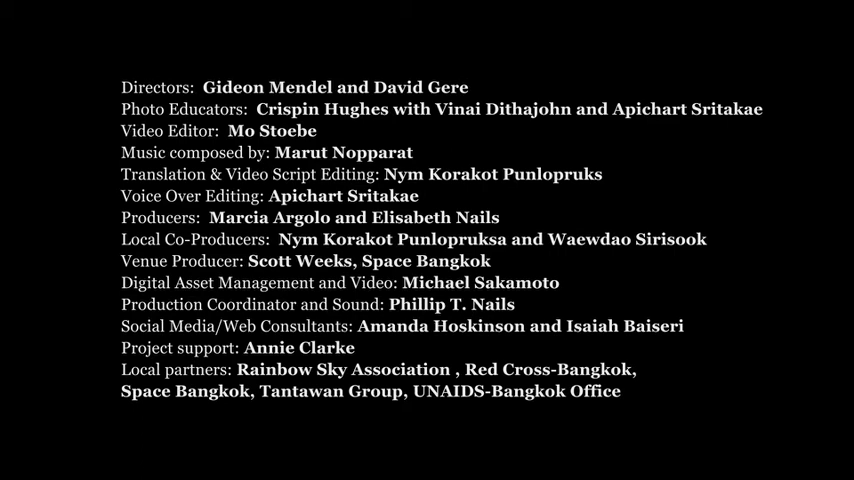 Directors: Gideon Mendel and David Gere
Photo Educators: Crispin Hughes with Vinai Dithajohn and Apichart Sritakae
Video Editor: Mo Stoebe
Music composed by: Marut Nopparat
Translation & Video Script Editing: Nym Korakot Punlopruks
Voice Over Editing: Apichart Sritakae
Producers: Marcia Argolo and Elisabeth Nails
Local Co-Producers: Nym Korakot Punlopruksa and Waewdao Sirisook
Venue Producer: Scott Weeks, Space Bangkok
Digital Asset Management and Video: Michael Sakamoto
Production Coordinator and Sound: Phillip T. Nails
Social Media/Web Consultants: Amanda Hoskinson and Isaiah Baiseri
Project support: Annie Clarke
Local partners: Rainbow Sky Association , Red Cross-Bangkok,
Space Bangkok, Tantawan Group, UNAIDS-Bangkok Office